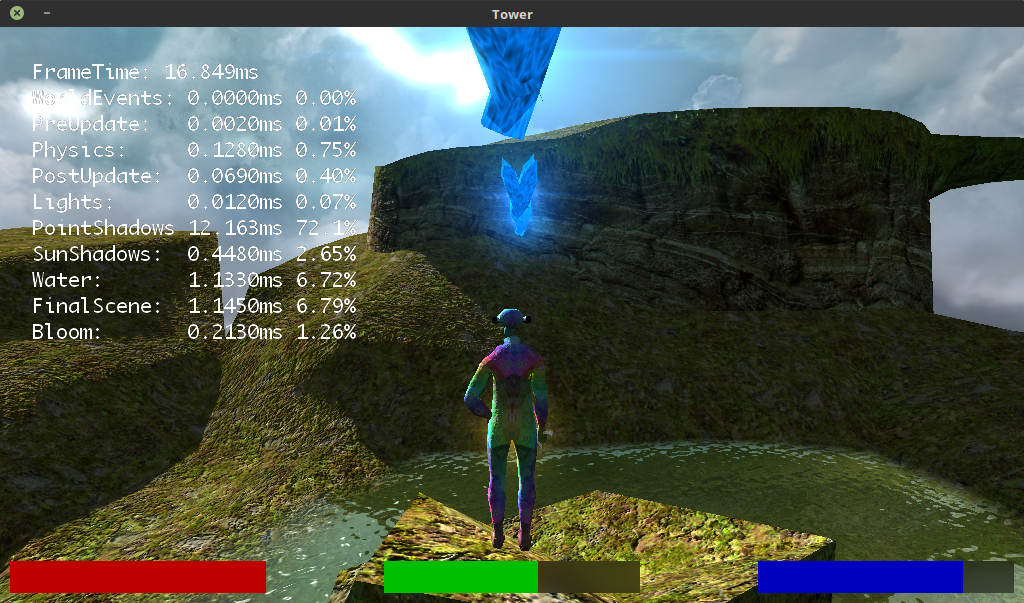 Tower
FrameTime: 16.849ms
WorldEvents: 0.0000ms 0.00%
PreUpdate: 0.0020ms 0.01%
Physics: 0.1280ms 0.75%
PostUpdate: 0.0690ms 0.40%
Lights: 0.0120ms 0.07%
PointShadows 12.163ms 72.1%
SunShadows: 0.4480ms 2.65%
Water: 1.1330ms 6.72%
FinalScene: 1.1450ms 6.79%
Bloom: 0.2130ms 1.26%